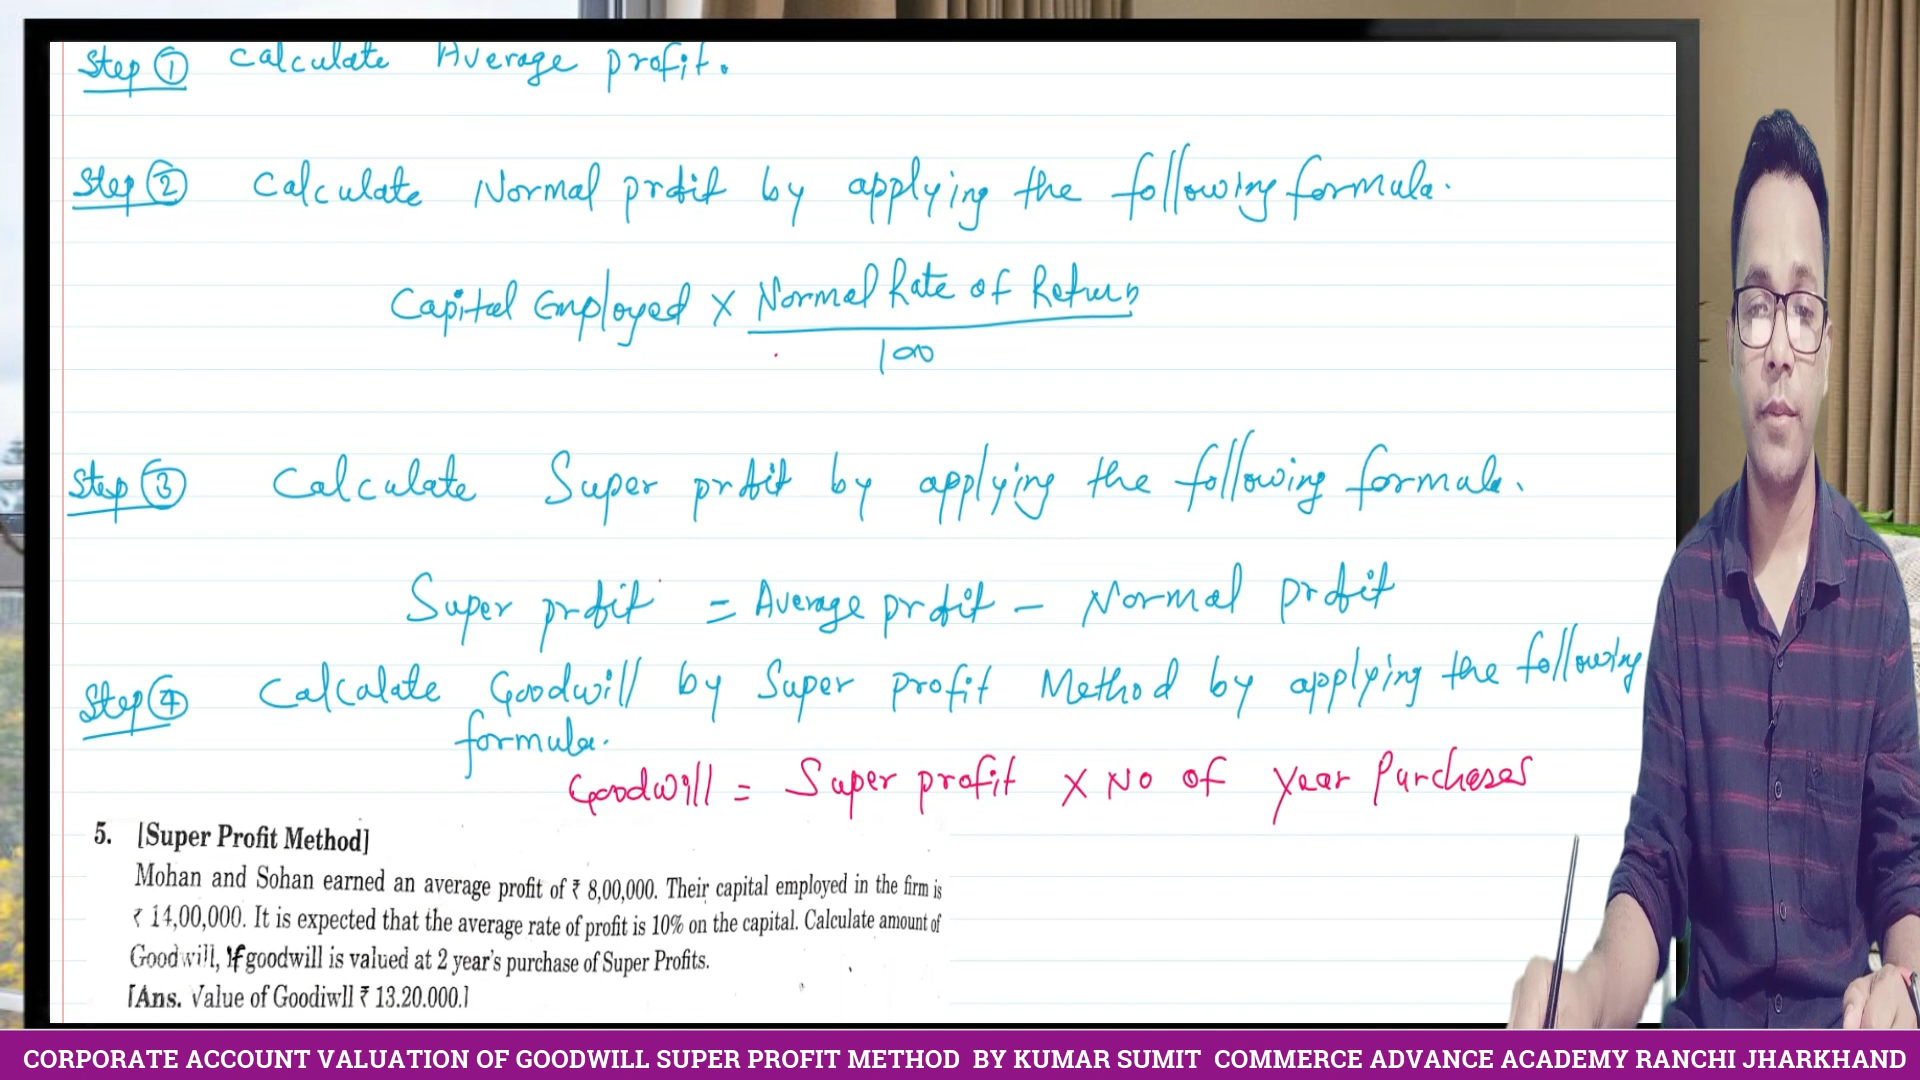 Step ① Calculate Average profit.
Step ② Calculate Normal profit by applying the following formula.
Capital Employed × Normal Rate of Return
100
Step ③ Calculate Super profit by applying the following formula.
Super profit = Average profit – Normal profit
Step ④ Calcalate Goodwill by Super profit Method by applying the following
formula.
Goodwill = Super profit × No of Year Purchases
5. [Super Profit Method]
Mohan and Sohan earned an average profit of ₹ 8,00,000. Their capital employed in the firm is
₹ 14,00,000. It is expected that the average rate of profit is 10% on the capital. Calculate amount of
Goodwill, If goodwill is valued at 2 year's purchase of Super Profits.
[Ans. Value of Goodiwll ₹ 13.20.000.]
CORPORATE ACCOUNT VALUATION OF GOODWILL SUPER PROFIT METHOD BY KUMAR SUMIT COMMERCE ADVANCE ACADEMY RANCHI JHARKHAND